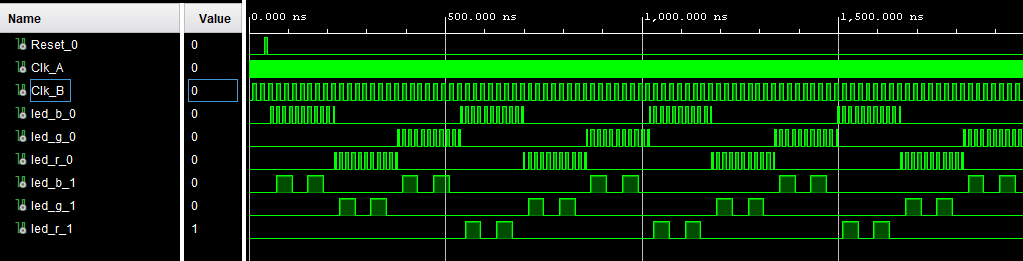 Name Value 0.000 ns 500.000 ns 1,000.000 ns 1,500.000 ns
Reset_0 0
Clk_A 0
Clk_B 0
led_b_0 0
led_g_0 0
led_r_0 0
led_b_1 0
led_g_1 0
led_r_1 1